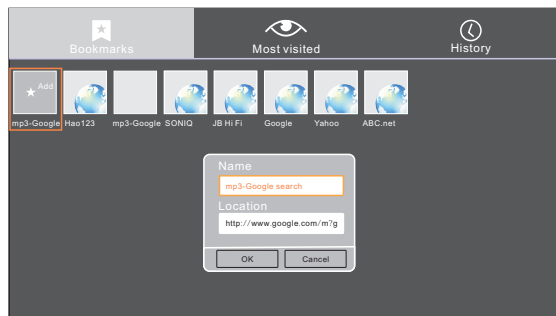 Bookmarks
Most visited
History
Add
mp3-Google
Hao123
mp3-Google
SONIQ
JB Hi Fi
Google
Yahoo
ABC.net
Name
mp3-Google search
Location
http://www.google.com/m?g
OK
Cancel